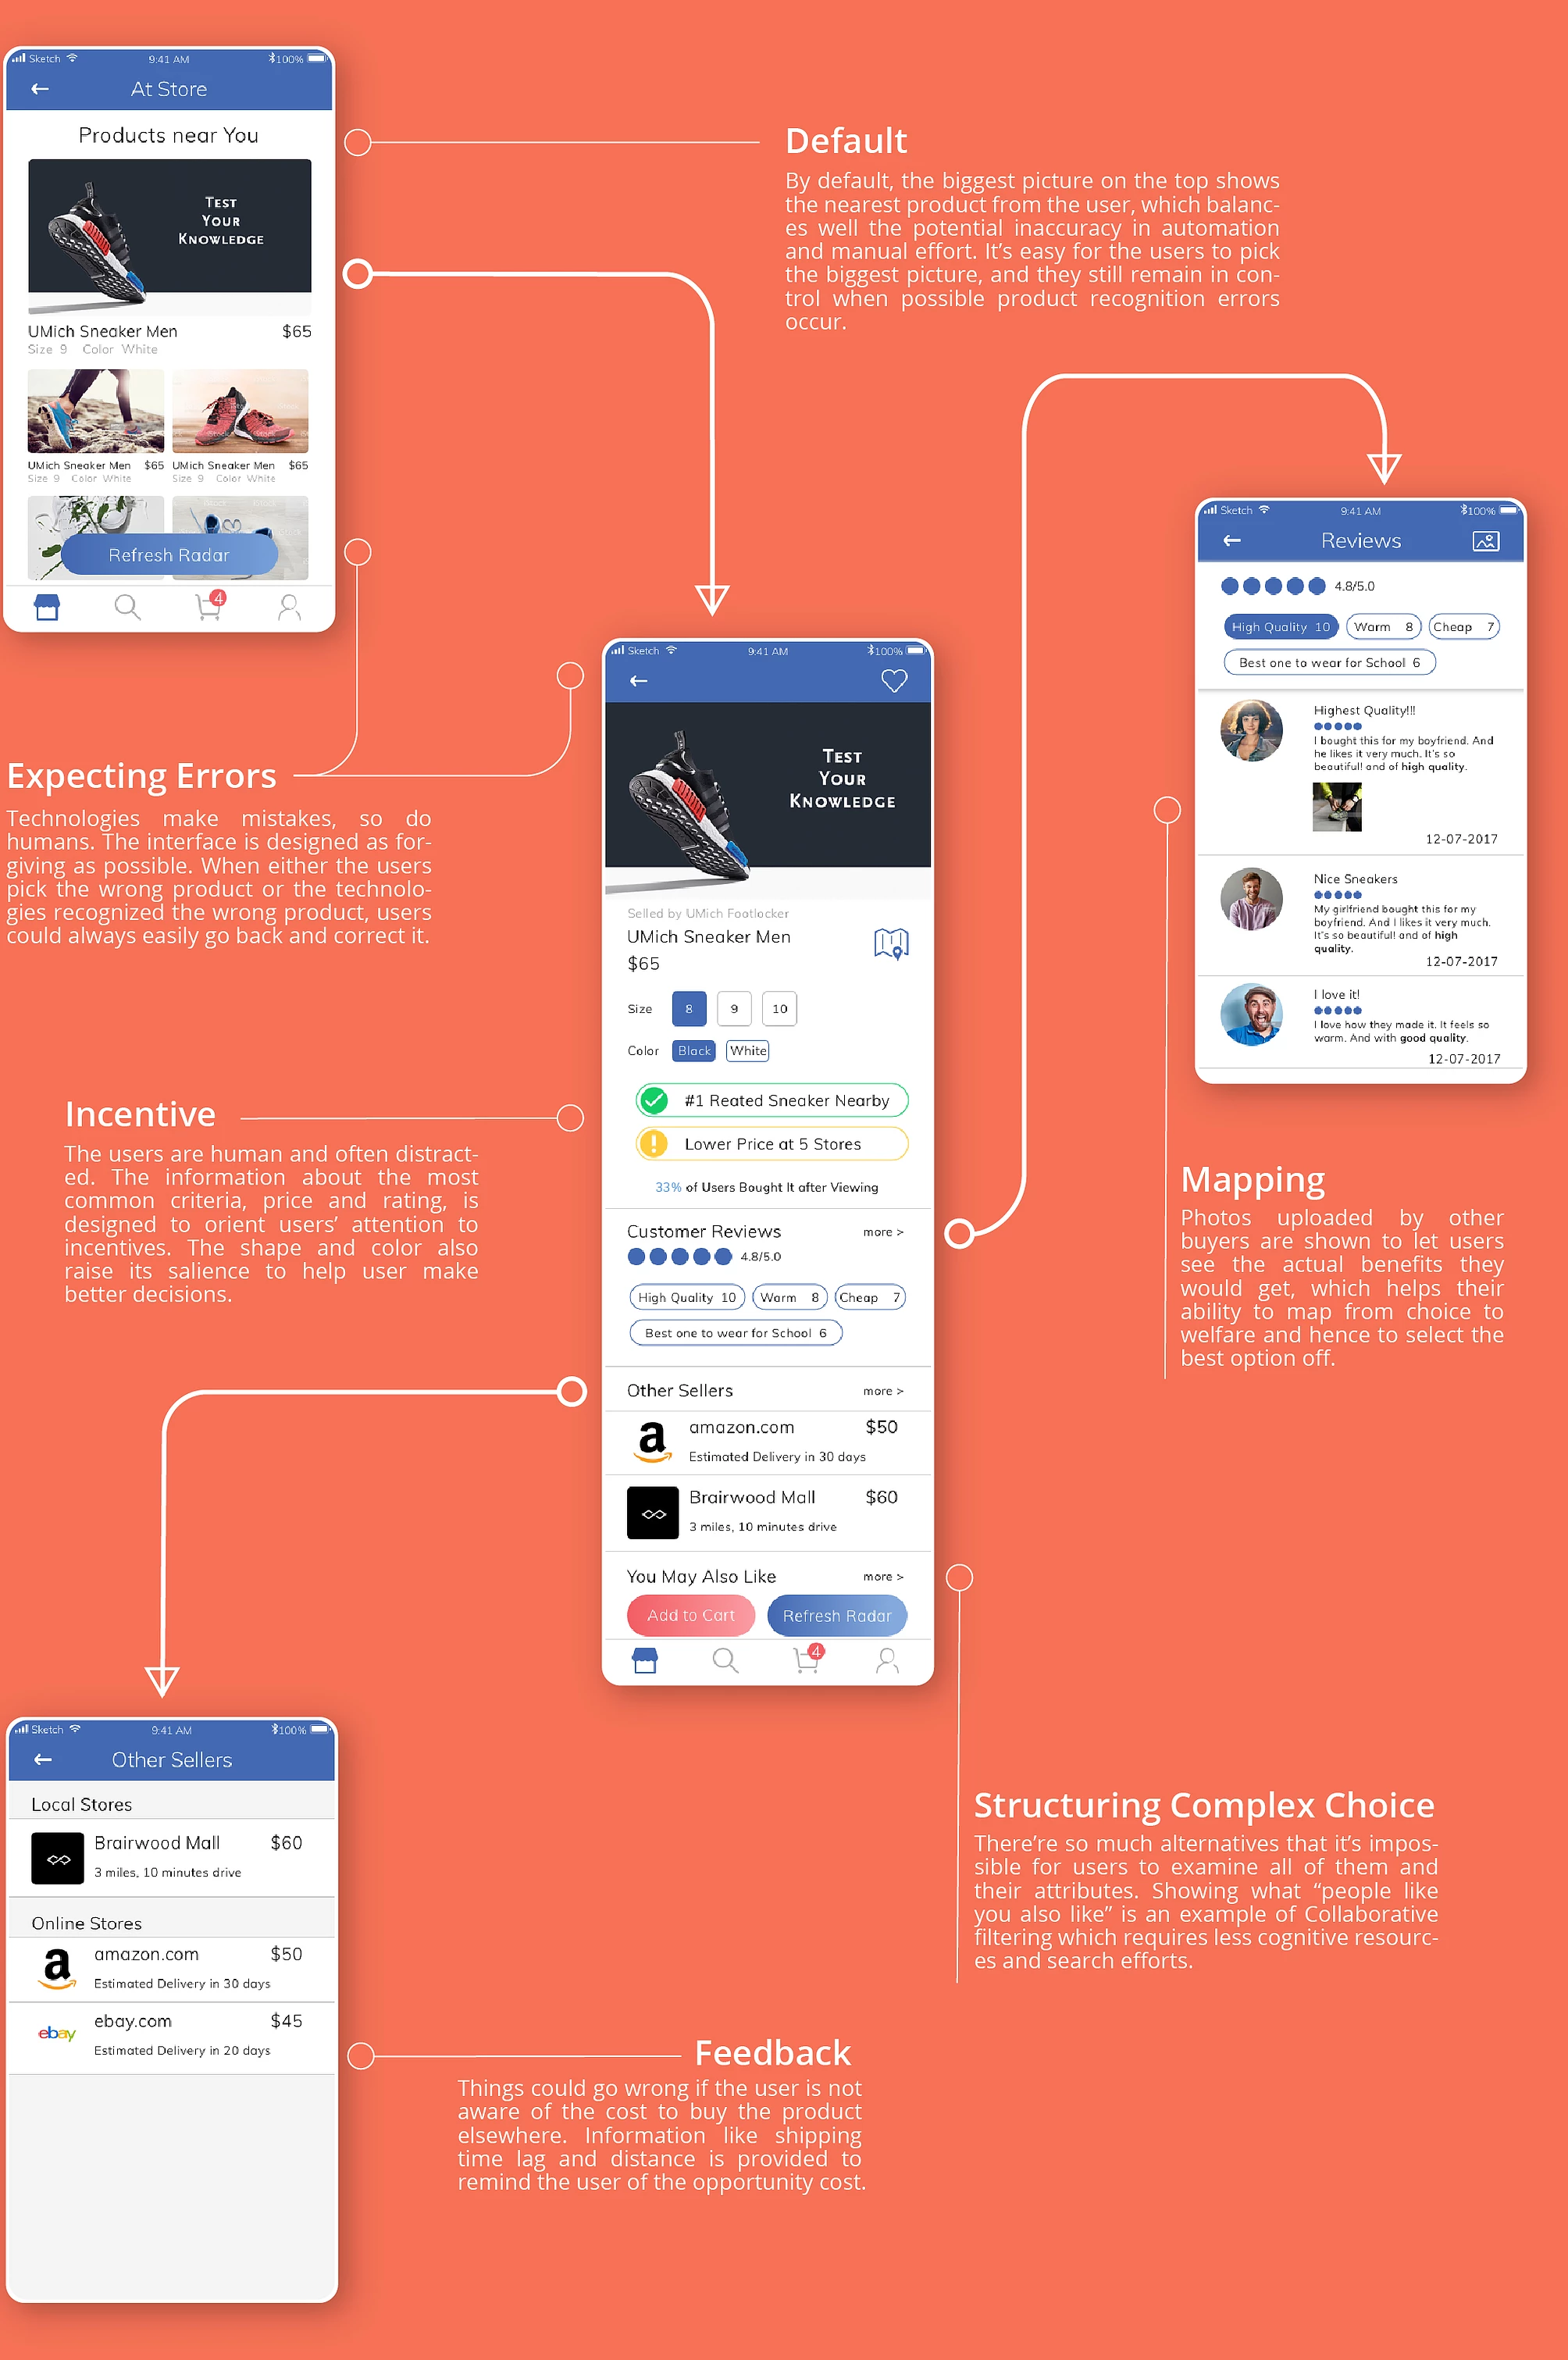 Sketch 9:41 AM 100%
At Store
Products near You
TEST
YOUR
KNOWLEDGE
UMich Sneaker Men $65
Size 9 Color White
UMich Sneaker Men $65 UMich Sneaker Men $65
Size 9 Color White Size 9 Color White
Refresh Radar
4
Default
By default, the biggest picture on the top shows
the nearest product from the user, which balanc-
es well the potential inaccuracy in automation
and manual effort. It’s easy for the users to pick
the biggest picture, and they still remain in con-
trol when possible product recognition errors
occur.
Expecting Errors
Technologies make mistakes, so do
humans. The interface is designed as for-
giving as possible. When either the users
pick the wrong product or the technolo-
gies recognized the wrong product, users
could always easily go back and correct it.
Sketch 9:41 AM 100%
TEST
YOUR
KNOWLEDGE
Selled by UMich Footlocker
UMich Sneaker Men
$65
Size 8 9 10
Color Black White
#1 Reated Sneaker Nearby
Lower Price at 5 Stores
33% of Users Bought It after Viewing
Customer Reviews more >
4.8/5.0
High Quality 10 Warm 8 Cheap 7
Best one to wear for School 6
Other Sellers more >
a amazon.com $50
Estimated Delivery in 30 days
Brairwood Mall $60
3 miles, 10 minutes drive
You May Also Like more >
Add to Cart Refresh Radar
4
Sketch 9:41 AM 100%
Reviews
4.8/5.0
High Quality 10 Warm 8 Cheap 7
Best one to wear for School 6
Highest Quality!!!
I bought this for my boyfriend. And
he likes it very much. It’s so
beautiful! and of high quality.
12-07-2017
Nice Sneakers
My girlfriend bought this for my
boyfriend. And I likes it very much.
It’s so beautiful! and of high
quality.
12-07-2017
I love it!
I love how they made it. It feels so
warm. And with good quality.
12-07-2017
Incentive
The users are human and often distract-
ed. The information about the most
common criteria, price and rating, is
designed to orient users’ attention to
incentives. The shape and color also
raise its salience to help user make
better decisions.
Mapping
Photos uploaded by other
buyers are shown to let users
see the actual benefits they
would get, which helps their
ability to map from choice to
welfare and hence to select the
best option off.
Sketch 9:41 AM 100%
Other Sellers
Local Stores
Brairwood Mall $60
3 miles, 10 minutes drive
Online Stores
a amazon.com $50
Estimated Delivery in 30 days
ebay ebay.com $45
Estimated Delivery in 20 days
Structuring Complex Choice
There’re so much alternatives that it’s impos-
sible for users to examine all of them and
their attributes. Showing what “people like
you also like” is an example of Collaborative
filtering which requires less cognitive resourc-
es and search efforts.
Feedback
Things could go wrong if the user is not
aware of the cost to buy the product
elsewhere. Information like shipping
time lag and distance is provided to
remind the user of the opportunity cost.